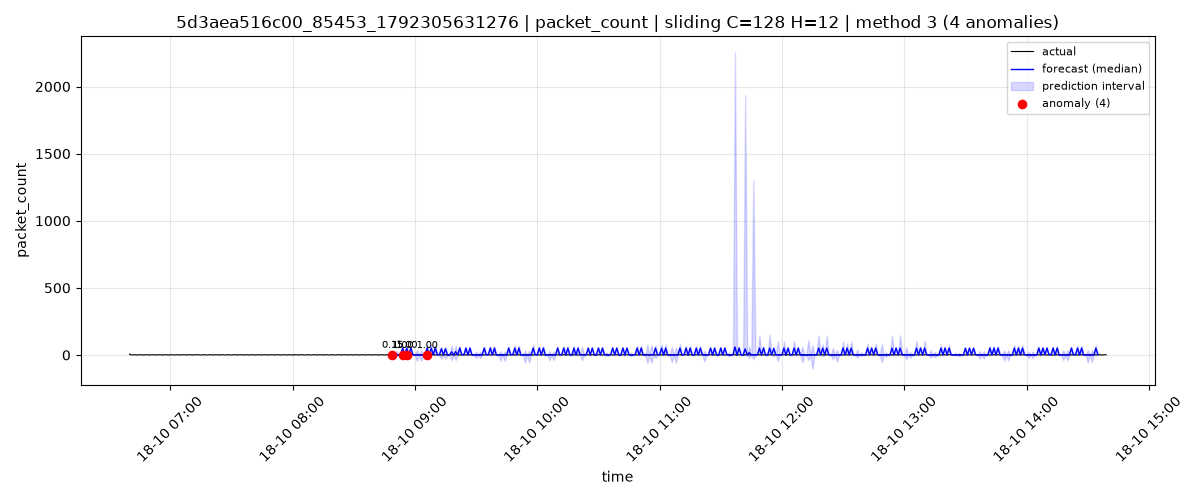 5d3aea516c00_85453_1792305631276 | packet_count | sliding C=128 H=12 | method 3 (4 anomalies)
actual
forecast (median)
prediction interval
anomaly (4)
packet_count
2000
1500
1000
500
0
1.00
18-10 07:00
18-10 08:00
18-10 09:00
18-10 10:00
18-10 11:00
18-10 12:00
18-10 13:00
18-10 14:00
18-10 15:00
time